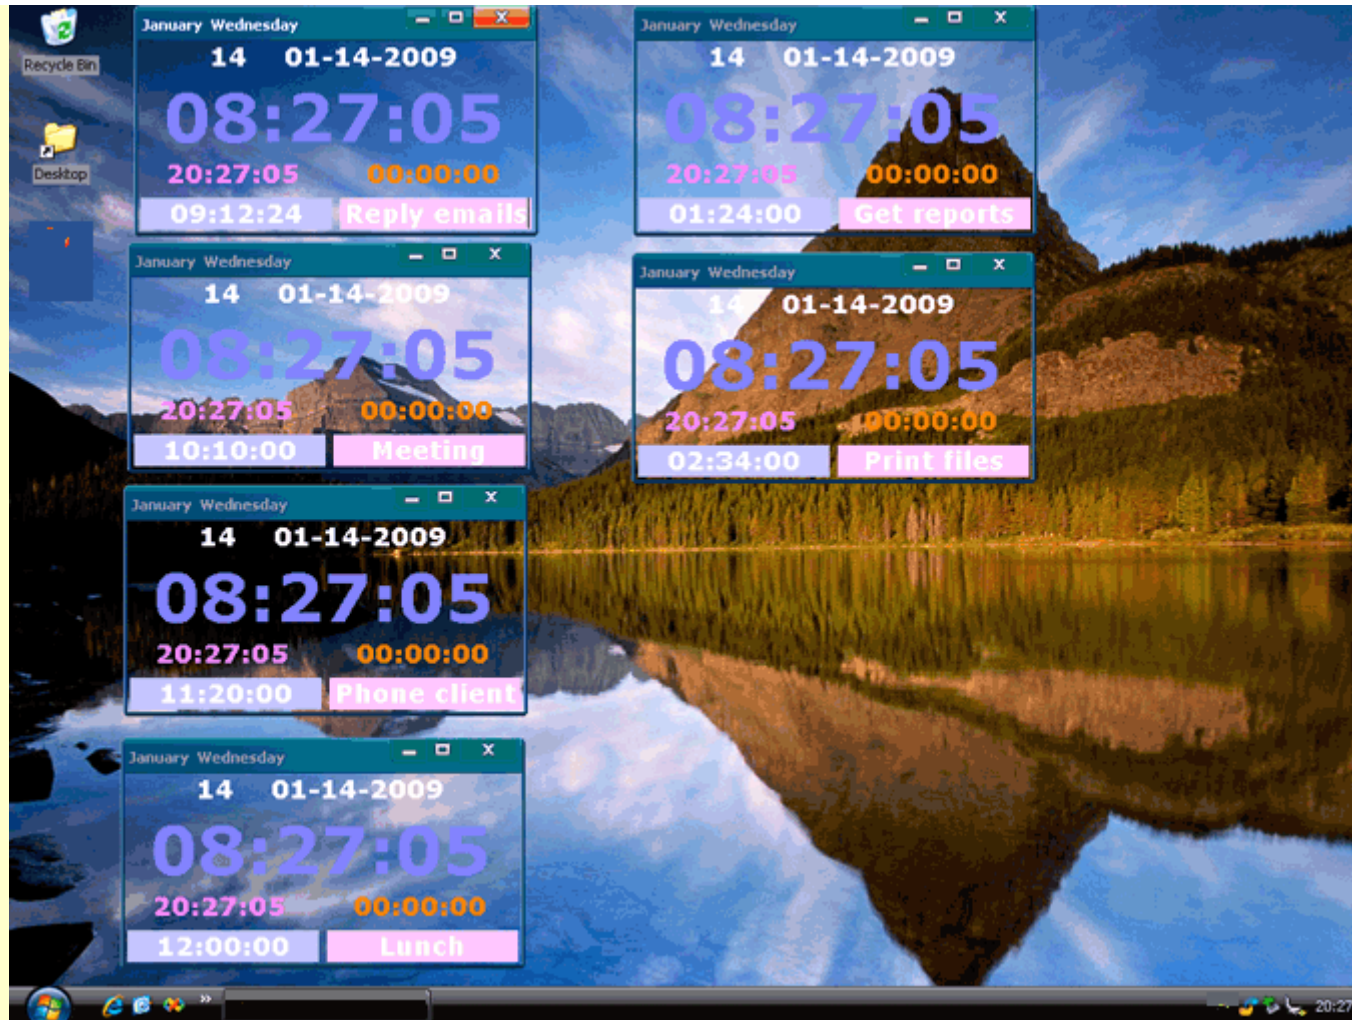 Recycle Bin
Desktop
January Wednesday
14 01-14-2009
08:27:05
20:27:05 00:00:00
09:12:24 Reply emails
January Wednesday
14 01-14-2009
08:27:05
20:27:05 00:00:00
10:10:00 Meeting
January Wednesday
14 01-14-2009
08:27:05
20:27:05 00:00:00
11:20:00 Phone client
January Wednesday
14 01-14-2009
08:27:05
20:27:05 00:00:00
12:00:00 Lunch
January Wednesday
14 01-14-2009
08:27:05
20:27:05 00:00:00
01:24:00 Get reports
January Wednesday
14 01-14-2009
08:27:05
20:27:05 00:00:00
02:34:00 Print files
20:27